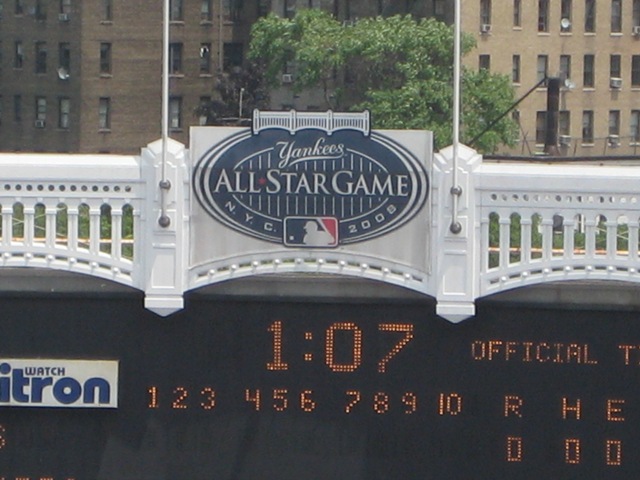 Yankees
ALL★STAR GAME
N.Y.C. 2008
1:07
OFFICIAL T
WATCH
itron
1 2 3 4 5 6 7 8 9 10 R H E
0 0 0